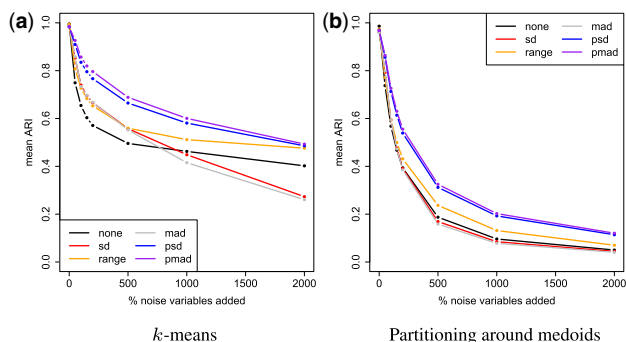 (a)
mean ARI
1.0
0.8
0.6
0.4
0.2
0.0
none
sd
range
mad
psd
pmad
0 500 1000 1500 2000
% noise variables added
k-means
(b)
mean ARI
1.0
0.8
0.6
0.4
0.2
0.0
none
sd
range
mad
psd
pmad
0 500 1000 1500 2000
% noise variables added
Partitioning around medoids